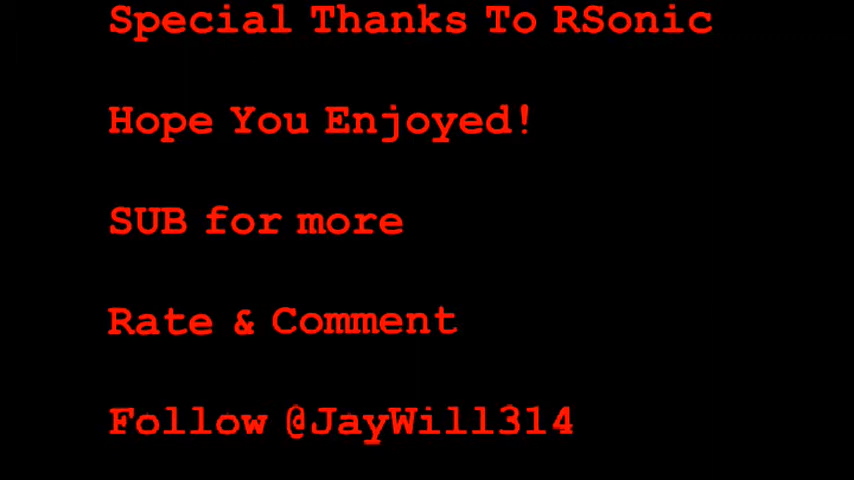 Special Thanks To RSonic
Hope You Enjoyed!
SUB for more
Rate & Comment
Follow @JayWill314